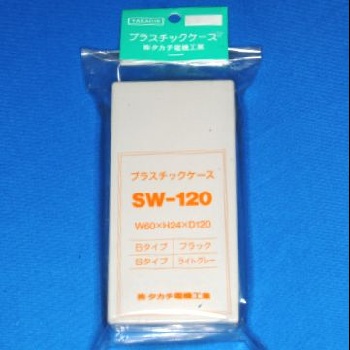 TAKACHI
プラスチックケース
㈱タカチ電機工業
プラスチックケース
SW-120
W60×H24×D120
Bタイプ ブラック
Sタイプ ライトグレー
㈱タカチ電機工業